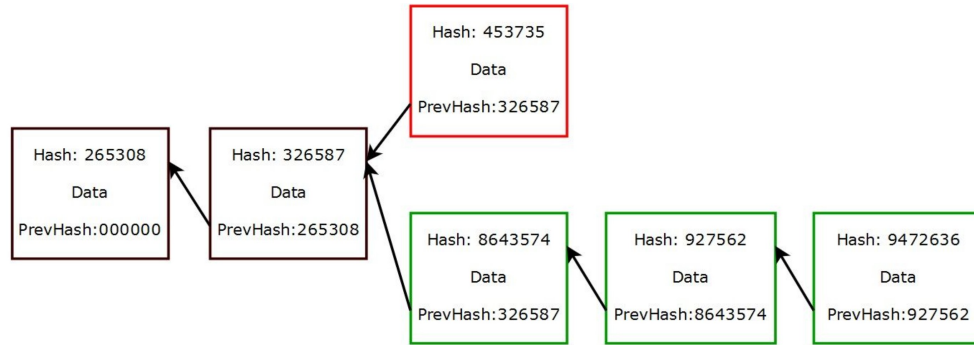 Hash: 453735
Data
PrevHash:326587
Hash: 265308
Data
PrevHash:000000
Hash: 326587
Data
PrevHash:265308
Hash: 8643574
Data
PrevHash:326587
Hash: 927562
Data
PrevHash:8643574
Hash: 9472636
Data
PrevHash:927562